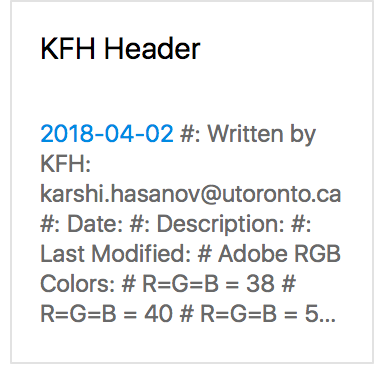 KFH Header
2018-04-02 #: Written by
KFH:
karshi.hasanov@utoronto.ca
#: Date: #: Description: #:
Last Modified: # Adobe RGB
Colors: # R=G=B = 38 #
R=G=B = 40 # R=G=B = 5...